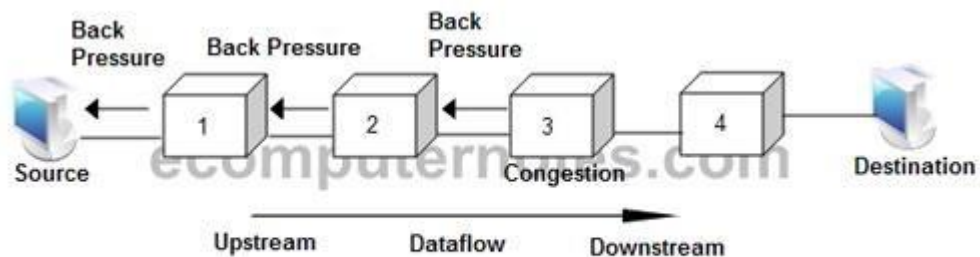 Back
Pressure
Back Pressure
Back
Pressure
1
2
3
4
Source
Congestion
Destination
ecomputernotes.com
Upstream
Dataflow
Downstream